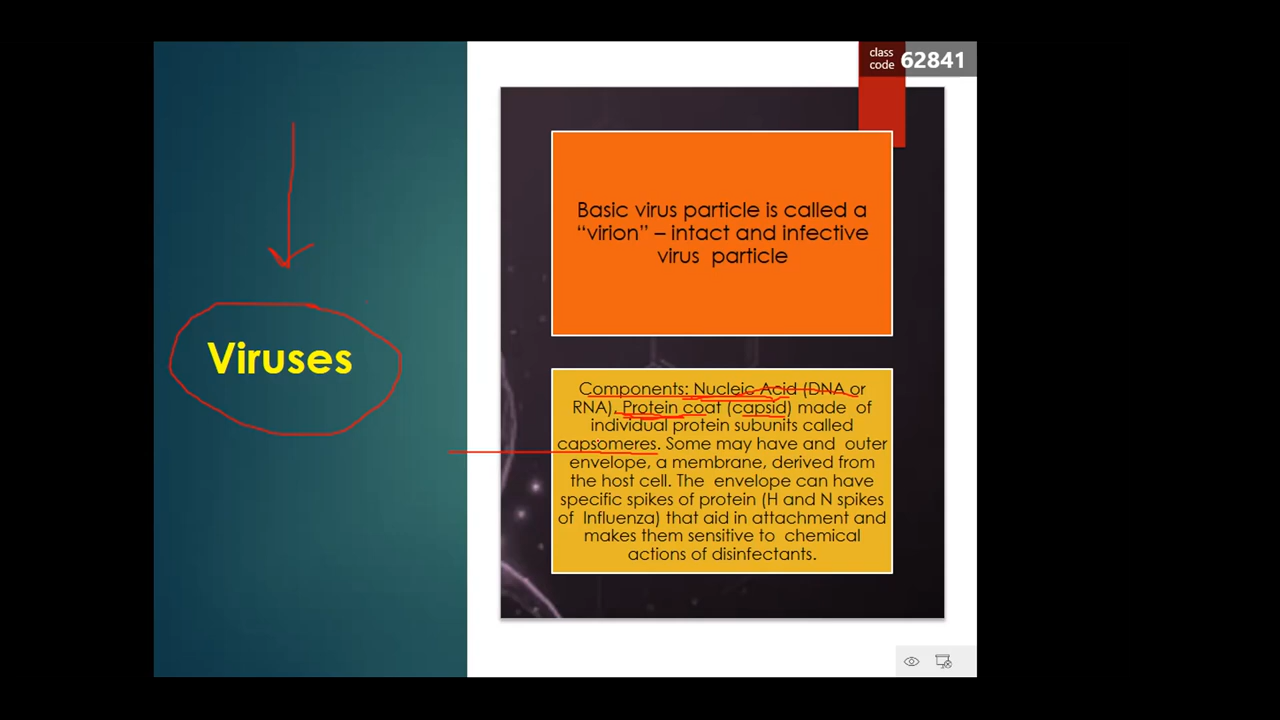 class
code 62841
Viruses
Basic virus particle is called a
“virion” – intact and infective
virus particle
Components: Nucleic Acid (DNA or
RNA), Protein coat (capsid) made of
individual protein subunits called
capsomeres. Some may have and outer
envelope, a membrane, derived from
the host cell. The envelope can have
specific spikes of protein (H and N spikes
of Influenza) that aid in attachment and
makes them sensitive to chemical
actions of disinfectants.